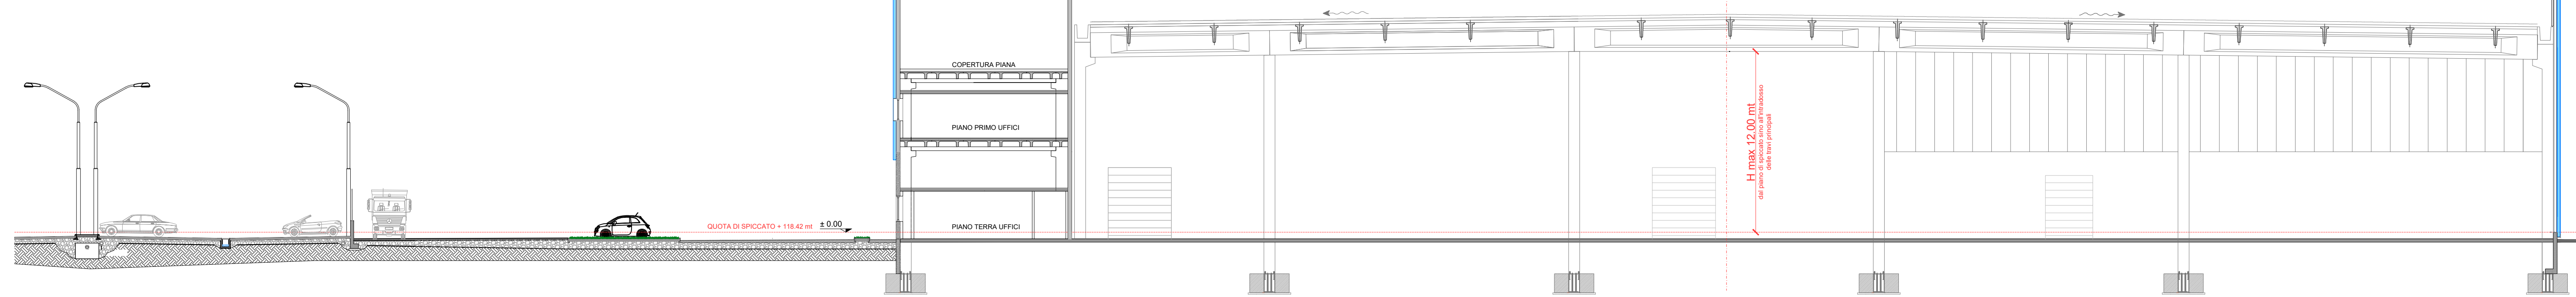 COPERTURA PIANA
PIANO PRIMO UFFICI
PIANO TERRA UFFICI
QUOTA DI SPICCATO + 118.42 mt
± 0.00
H max 12.00 mt
dal piano di spiccato sino all'intradosso
delle travi principali